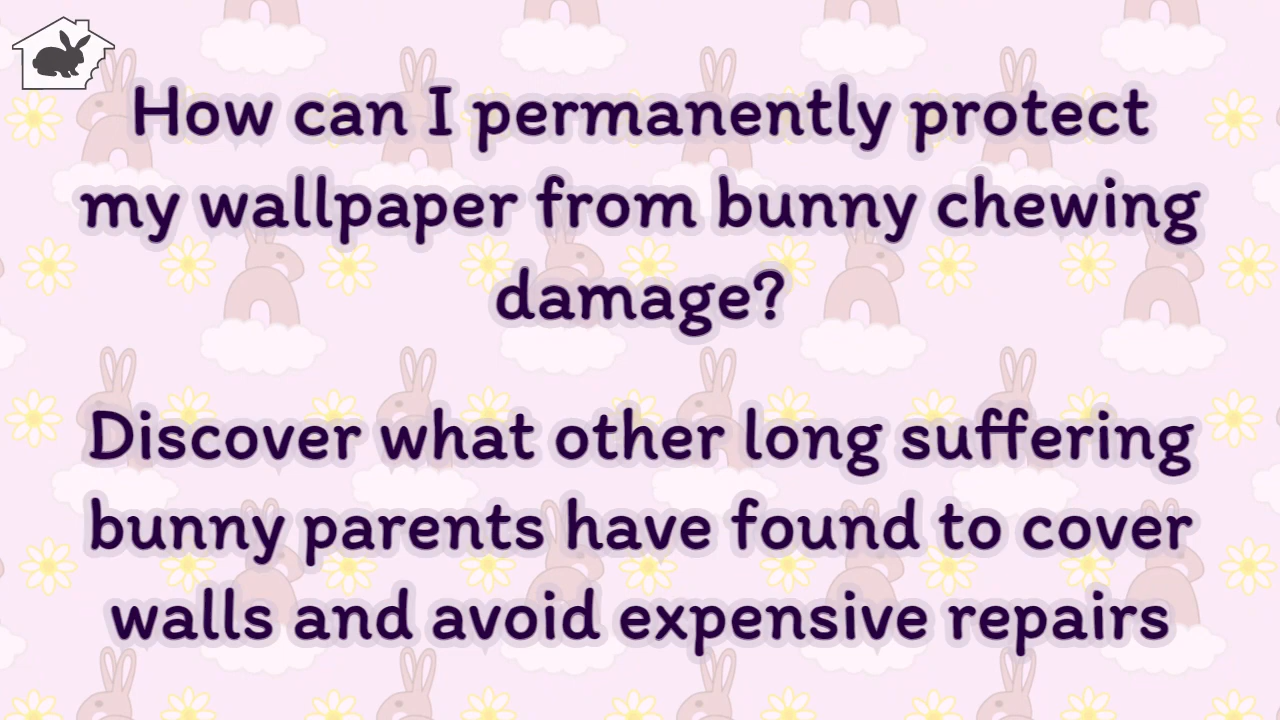 How can I permanently protect
my wallpaper from bunny chewing
damage?
Discover what other long suffering
bunny parents have found to cover
walls and avoid expensive repairs